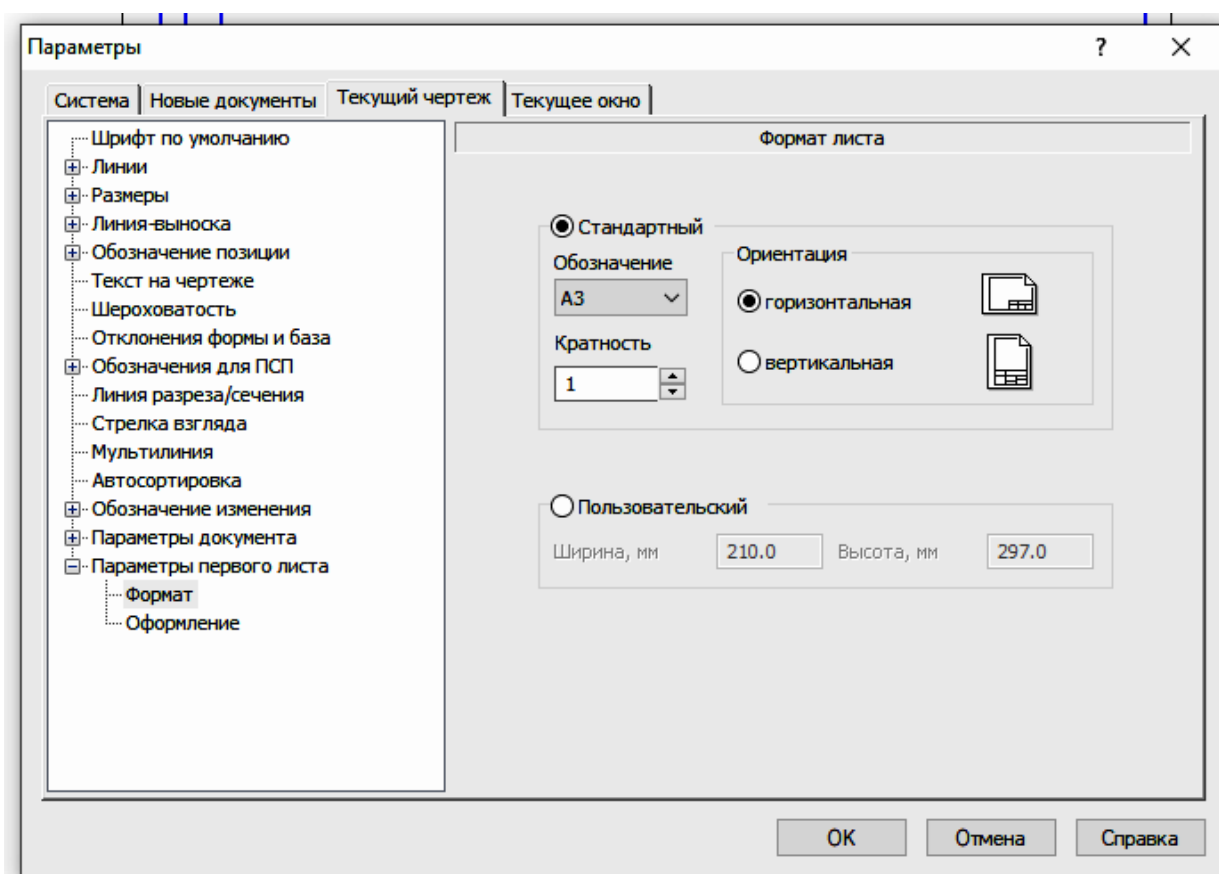 Параметры
?
Система Новые документы Текущий чертеж Текущее окно
Шрифт по умолчанию
Линии
Размеры
Линия-выноска
Обозначение позиции
Текст на чертеже
Шероховатость
Отклонения формы и база
Обозначения для ПСП
Линия разреза/сечения
Стрелка взгляда
Мультилиния
Автосортировка
Обозначение изменения
Параметры документа
Параметры первого листа
Формат
Оформление
Формат листа
Стандартный
Обозначение
А3
Кратность
1
Ориентация
горизонтальная
вертикальная
Пользовательский
Ширина, мм 210.0 Высота, мм 297.0
OK Отмена Справка